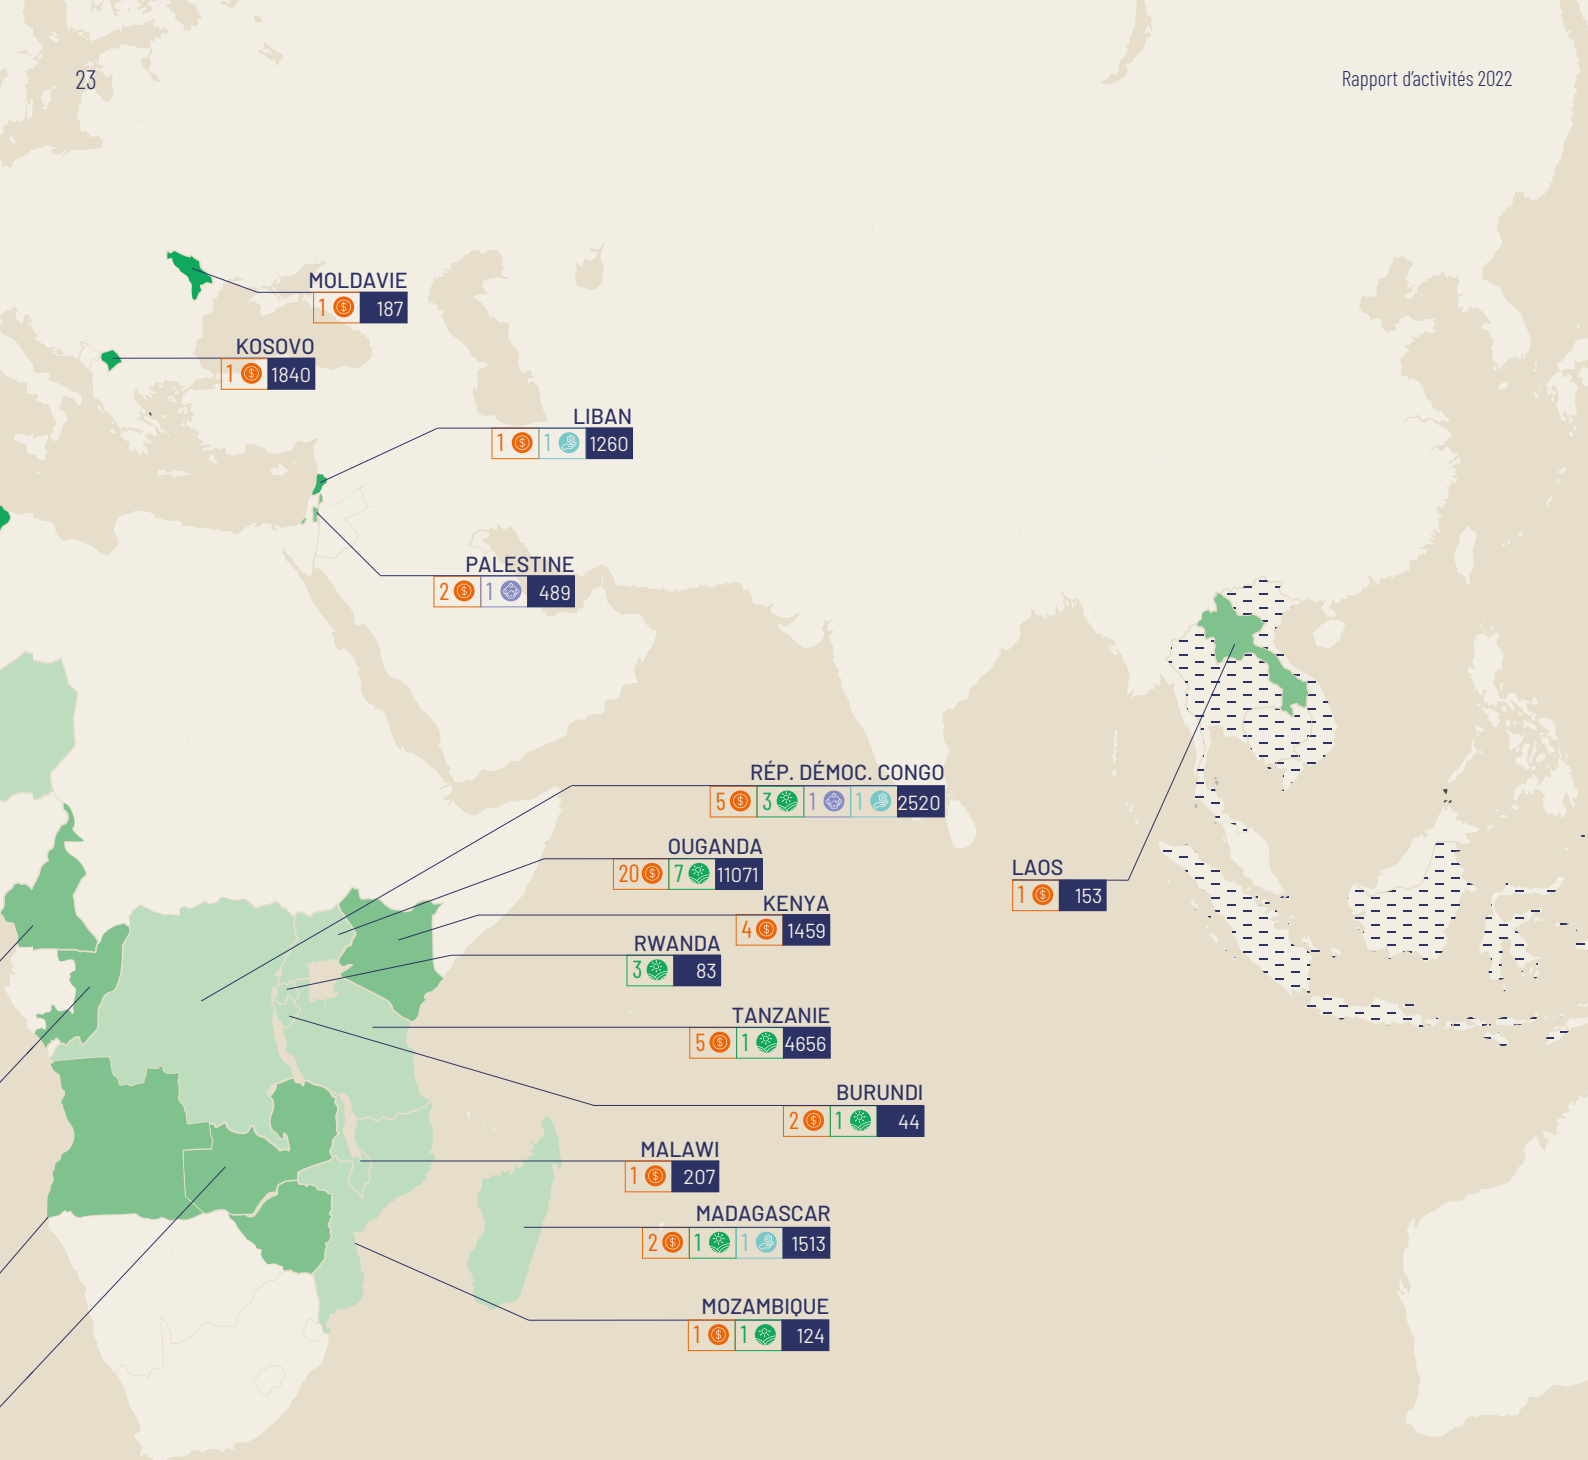 23
Rapport d'activités 2022
MOLDAVIE
1 187
KOSOVO
1 1840
LIBAN
1 1 1260
PALESTINE
2 1 489
RÉP. DÉMOC. CONGO
5 3 1 1 2520
OUGANDA
20 7 11071
LAOS
1 153
KENYA
4 1459
RWANDA
3 83
TANZANIE
5 1 4656
BURUNDI
2 1 44
MALAWI
1 207
MADAGASCAR
2 1 1 1513
MOZAMBIQUE
1 1 124